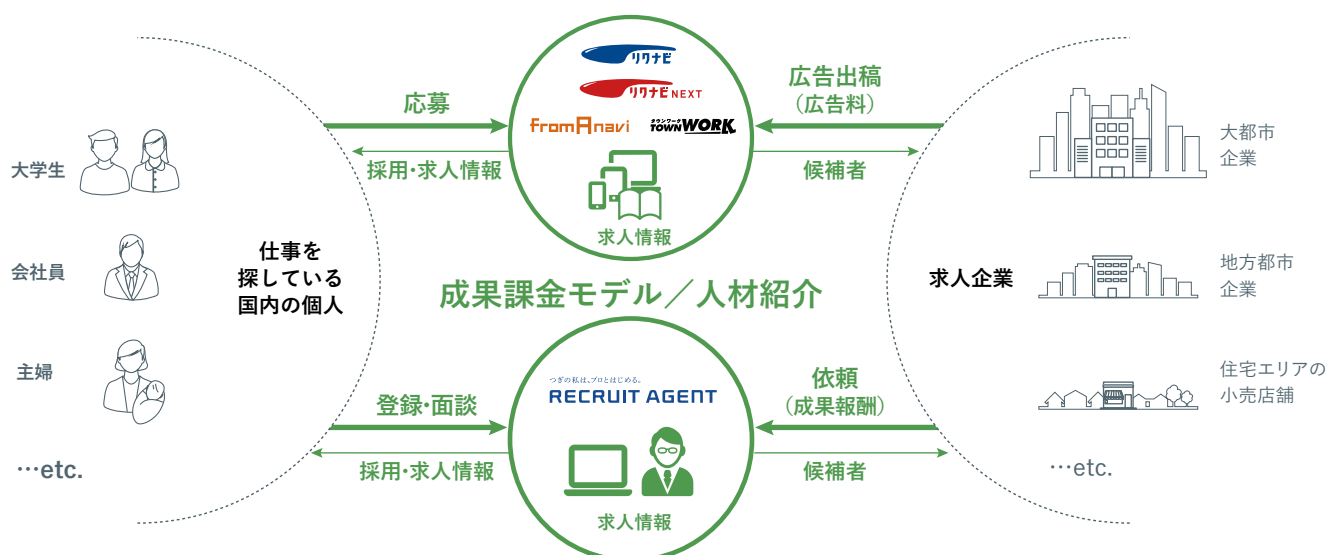 リクナビ
リクナビNEXT
fromA navi
タウンワーク
TOWNWORK
求人情報
応募
採用・求人情報
広告出稿
（広告料）
候補者
大学生
会社員
主婦
…etc.
仕事を
探している
国内の個人
成果課金モデル／人材紹介
求人企業
大都市
企業
地方都市
企業
住宅エリアの
小売店舗
…etc.
つぎの私は、プロとはじめる。
RECRUIT AGENT
求人情報
登録・面談
採用・求人情報
依頼
（成果報酬）
候補者